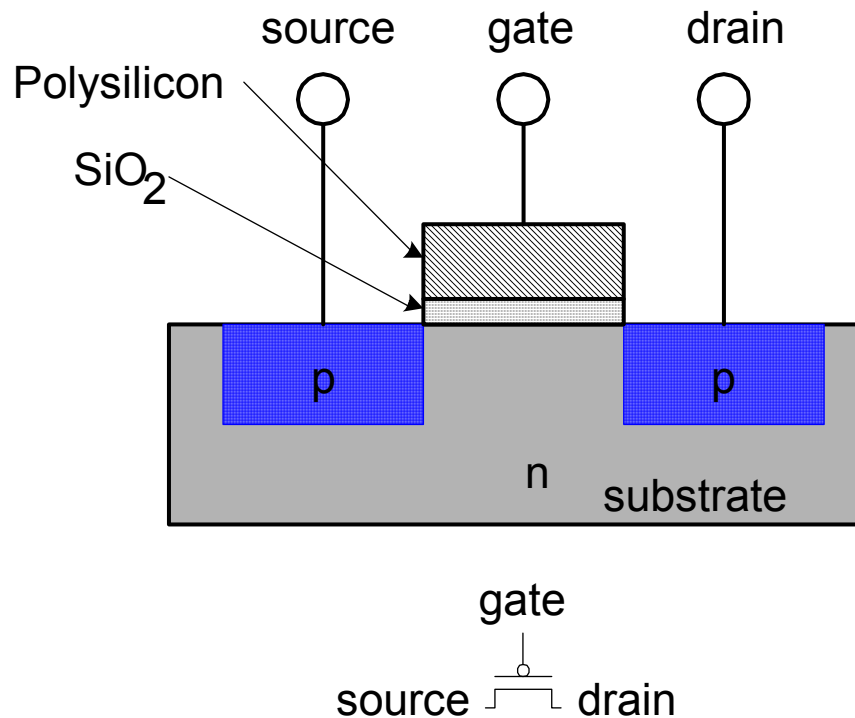 source gate drain
Polysilicon
SiO2
p p
n
substrate
gate
source drain